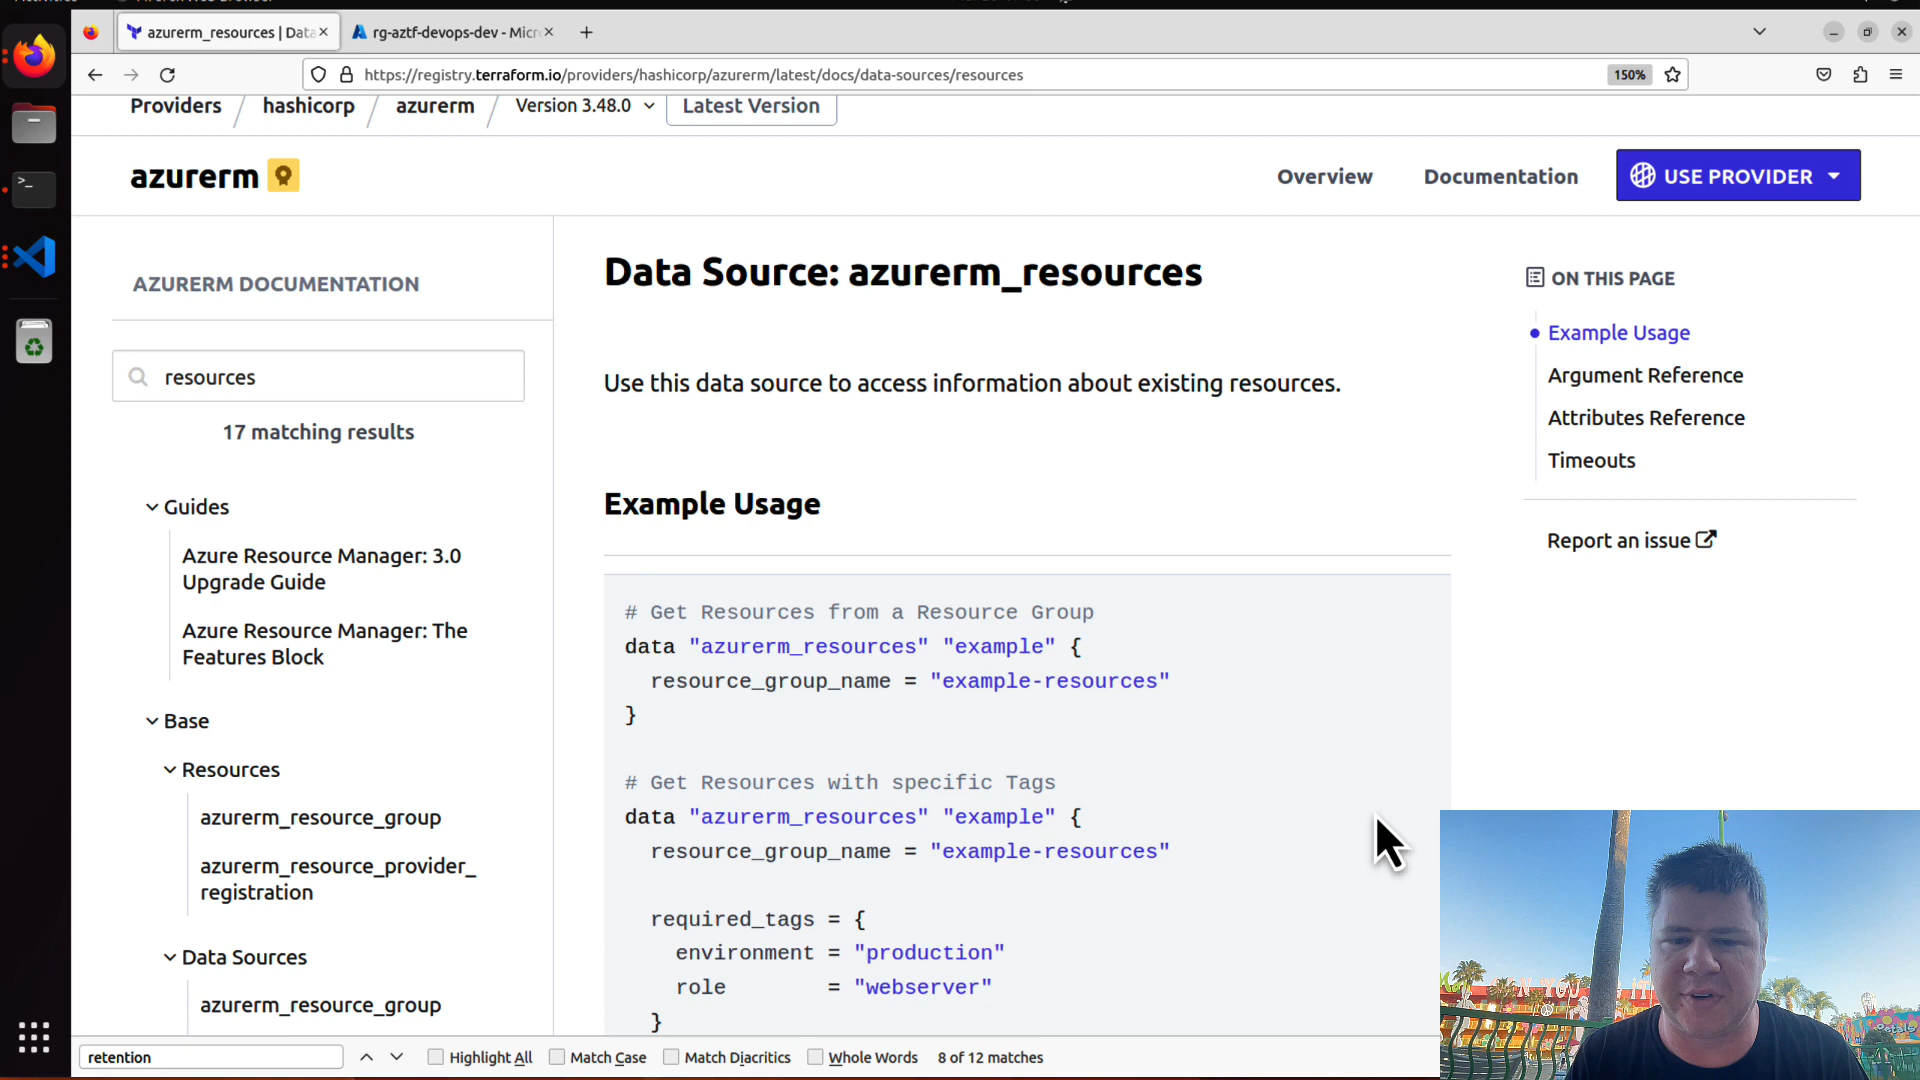 azurerm_resources | Data
rg-aztf-devops-dev - Micr
https://registry.terraform.io/providers/hashicorp/azurerm/latest/docs/data-sources/resources
150%
Providers / hashicorp / azurerm / Version 3.48.0 Latest Version
azurerm
Overview
Documentation
USE PROVIDER
AZURERM DOCUMENTATION
resources
17 matching results
Guides
Azure Resource Manager: 3.0
Upgrade Guide
Azure Resource Manager: The
Features Block
Base
Resources
azurerm_resource_group
azurerm_resource_provider_
registration
Data Sources
azurerm_resource_group
Data Source: azurerm_resources
Use this data source to access information about existing resources.
Example Usage
# Get Resources from a Resource Group
data "azurerm_resources" "example" {
resource_group_name = "example-resources"
}
# Get Resources with specific Tags
data "azurerm_resources" "example" {
resource_group_name = "example-resources"
required_tags = {
environment = "production"
role = "webserver"
}
ON THIS PAGE
Example Usage
Argument Reference
Attributes Reference
Timeouts
Report an issue
retention
Highlight All
Match Case
Match Diacritics
Whole Words
8 of 12 matches